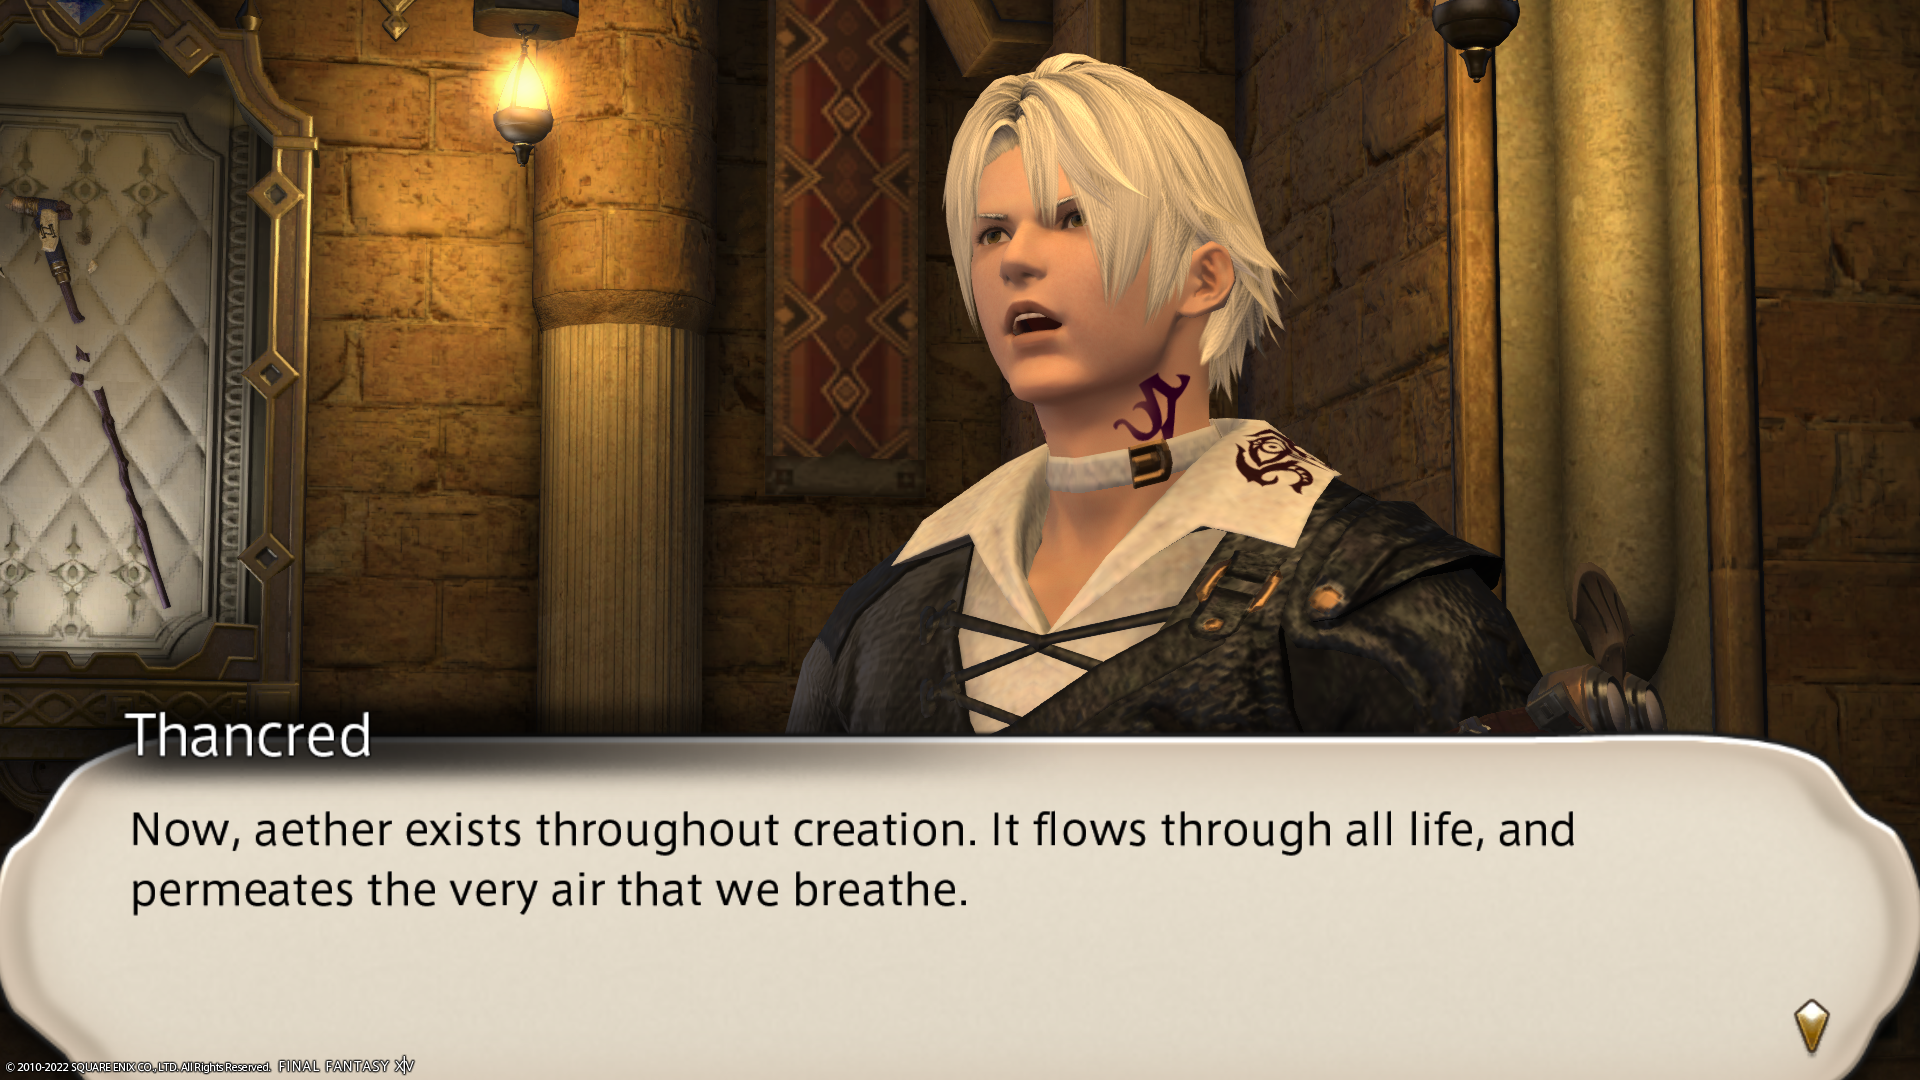 Thancred
Now, aether exists throughout creation. It flows through all life, and
permeates the very air that we breathe.
© 2010-2022 SQUARE ENIX CO., LTD. All Rights Reserved. FINAL FANTASY XIV